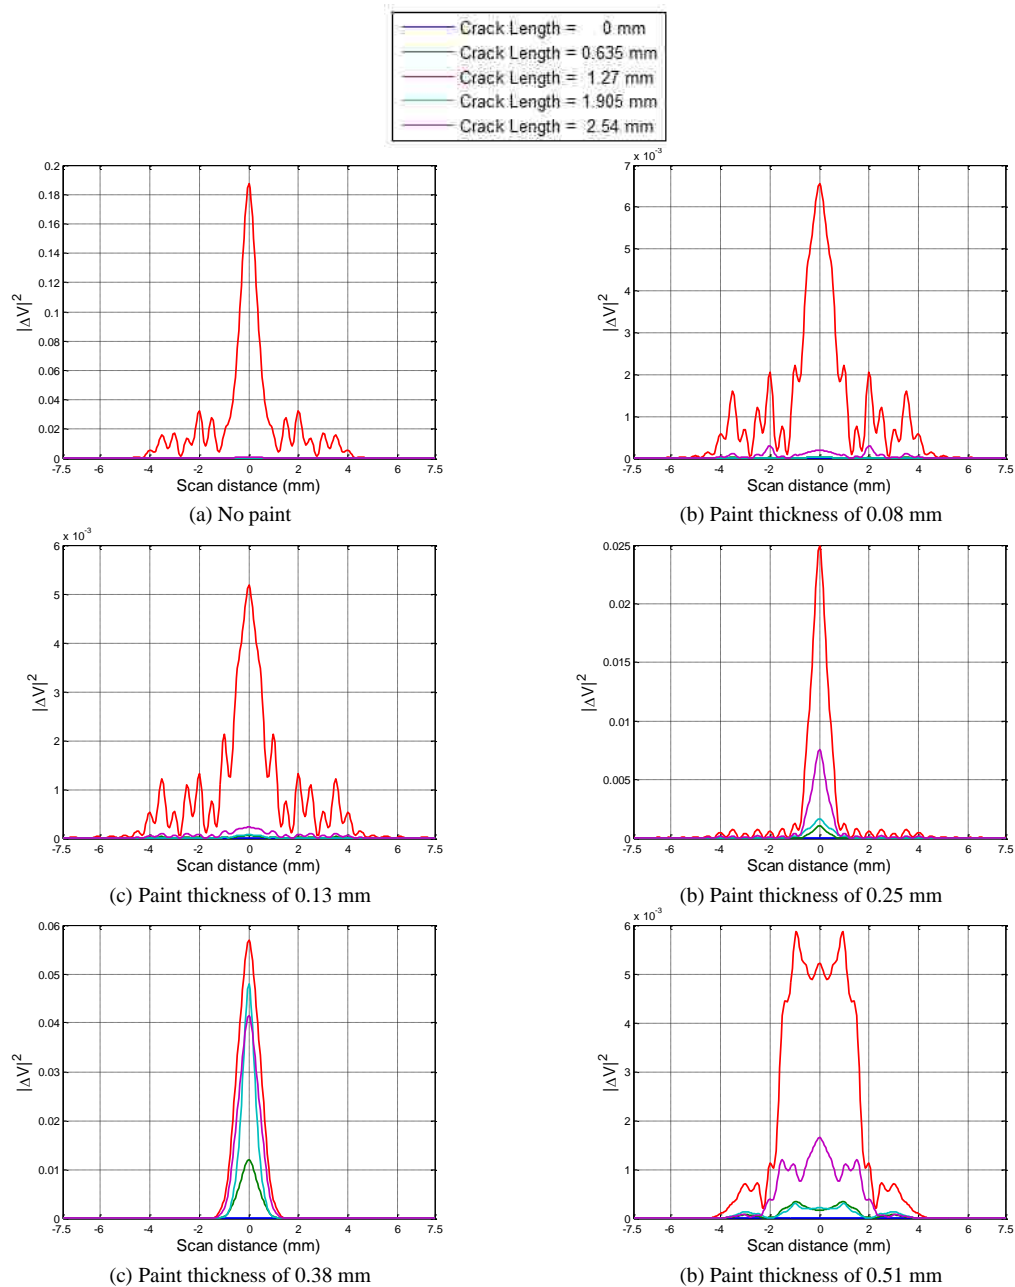 Crack Length = 0 mm
Crack Length = 0.635 mm
Crack Length = 1.27 mm
Crack Length = 1.905 mm
Crack Length = 2.54 mm
0.2
0.18
0.16
0.14
0.12
0.1
0.08
0.06
0.04
0.02
0
|ΔV|²
-7.5 -6 -4 -2 0 2 4 6 7.5
Scan distance (mm)
(a) No paint
x 10⁻³
7
6
5
4
3
2
1
0
|ΔV|²
-7.5 -6 -4 -2 0 2 4 6 7.5
Scan distance (mm)
(b) Paint thickness of 0.08 mm
x 10⁻³
6
5
4
3
2
1
0
|ΔV|²
-7.5 -6 -4 -2 0 2 4 6 7.5
Scan distance (mm)
(c) Paint thickness of 0.13 mm
0.025
0.02
0.015
0.01
0.005
0
|ΔV|²
-7.5 -6 -4 -2 0 2 4 6 7.5
Scan distance (mm)
(b) Paint thickness of 0.25 mm
0.06
0.05
0.04
0.03
0.02
0.01
0
|ΔV|²
-7.5 -6 -4 -2 0 2 4 6 7.5
Scan distance (mm)
(c) Paint thickness of 0.38 mm
x 10⁻³
6
5
4
3
2
1
0
|ΔV|²
-7.5 -6 -4 -2 0 2 4 6 7.5
Scan distance (mm)
(b) Paint thickness of 0.51 mm